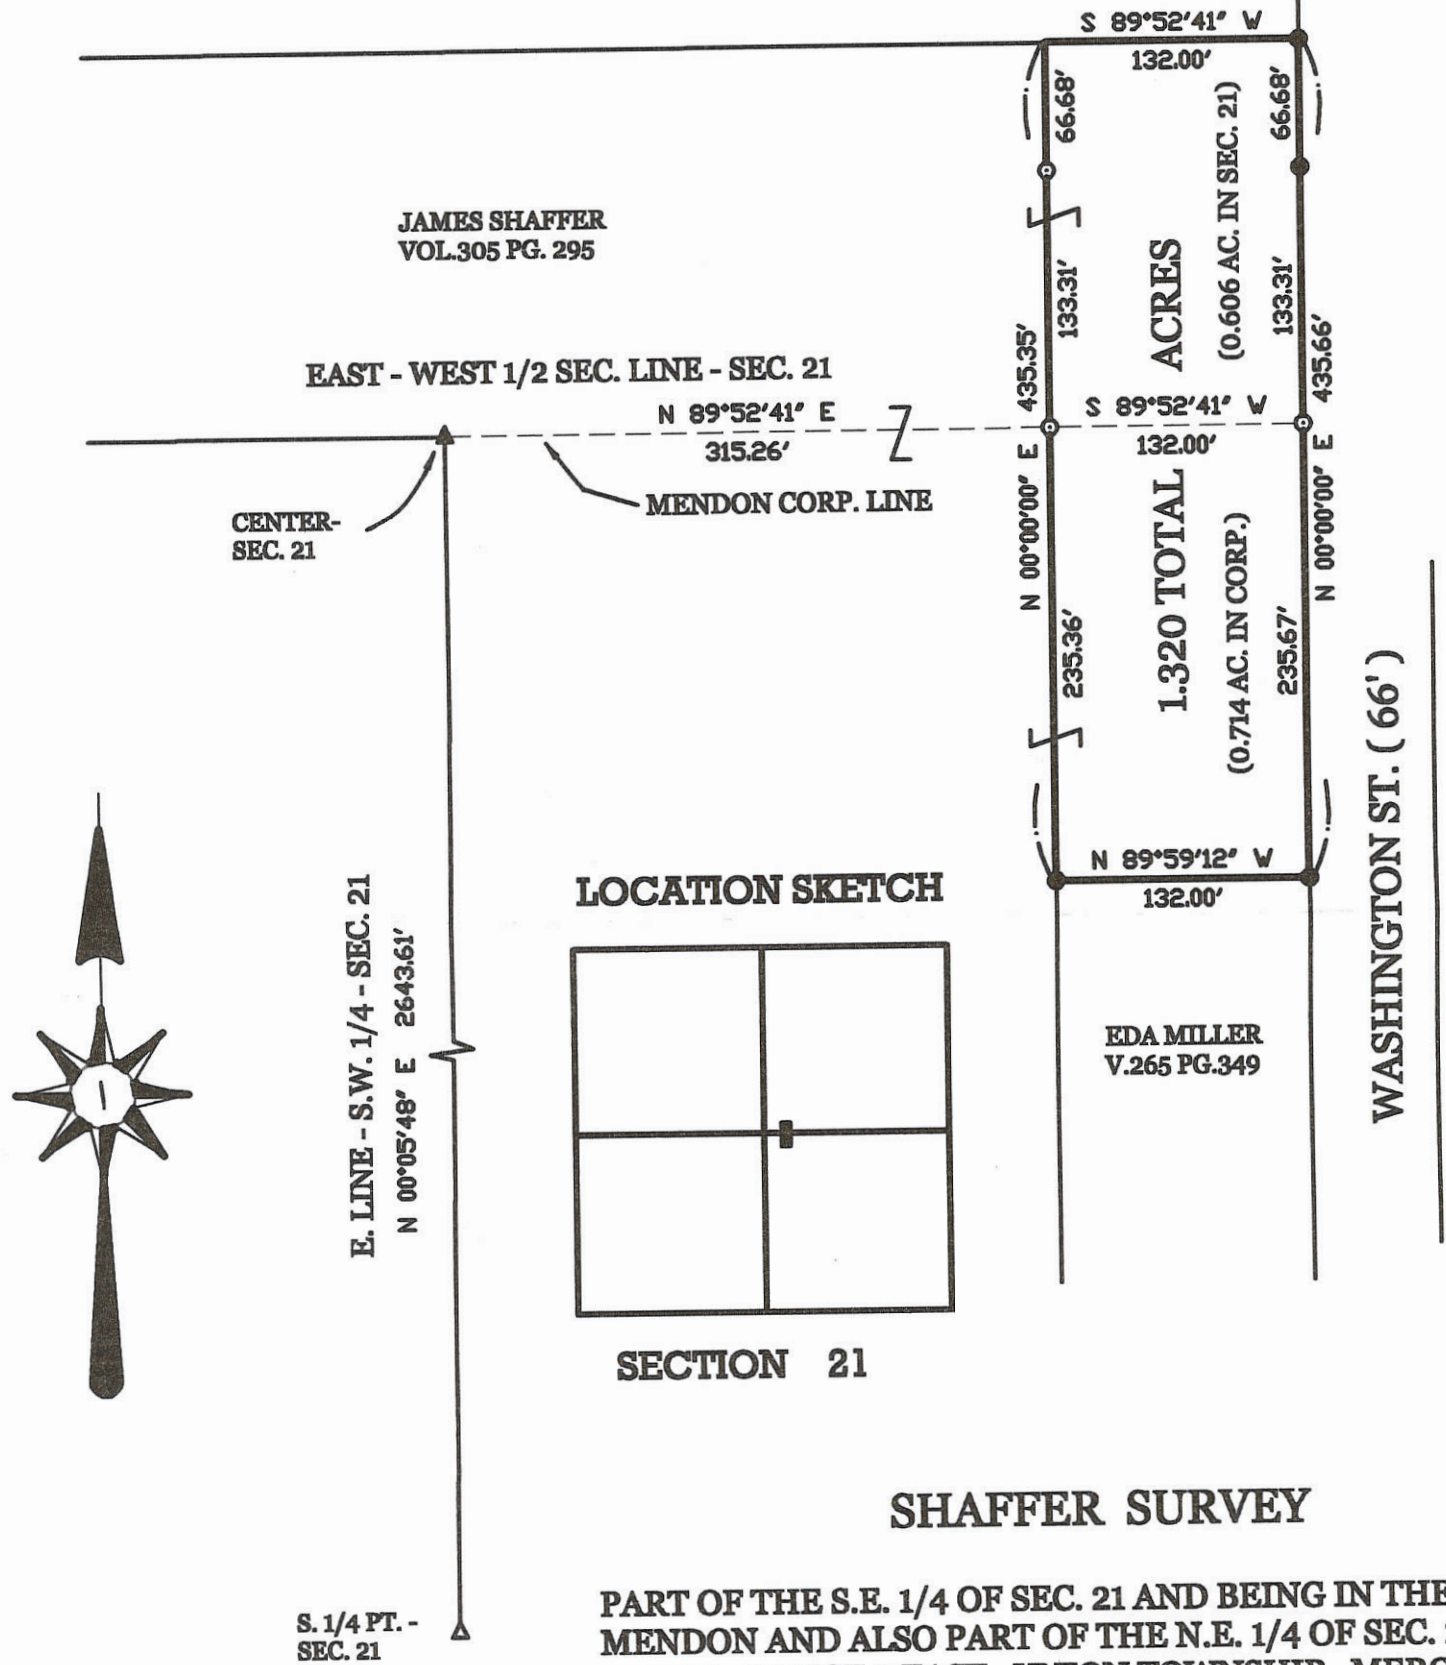 S 89°52'41" W
132.00'
66.68'
66.68'
JAMES SHAFFER
VOL.305 PG. 295
133.31'
435.35'
ACRES
(0.606 AC. IN SEC. 21)
133.31'
435.66'
EAST - WEST 1/2 SEC. LINE - SEC. 21
N 89°52'41" E
315.26'
S 89°52'41" W
132.00'
MENDON CORP. LINE
CENTER-
SEC. 21
N 00°00'00" E
N 00°00'00" E
1.320 TOTAL
(0.714 AC. IN CORP.)
235.36'
235.67'
WASHINGTON ST. ( 66' )
N 89°59'12" W
132.00'
LOCATION SKETCH
E. LINE - S.W. 1/4 - SEC. 21
N 00°05'48" E 2643.61'
EDA MILLER
V.265 PG.349
SECTION 21
SHAFFER SURVEY
S. 1/4 PT. -
SEC. 21
PART OF THE S.E. 1/4 OF SEC. 21 AND BEING IN THE
MENDON AND ALSO PART OF THE N.E. 1/4 OF SEC.